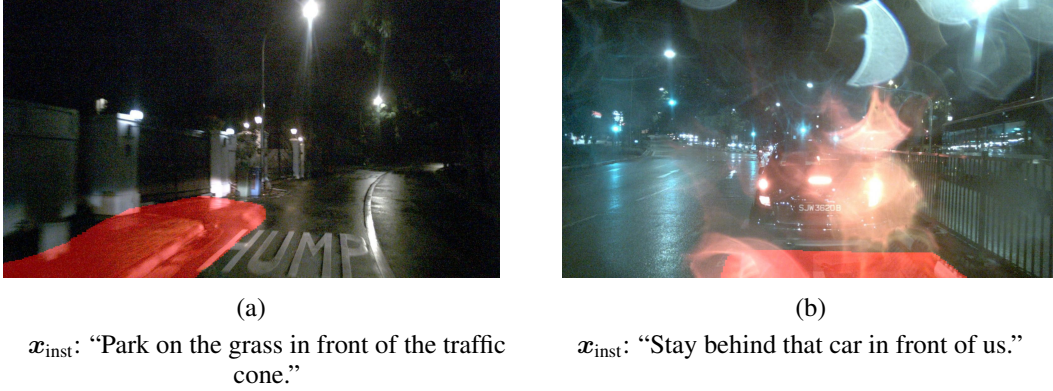 HUMP
SJW3620B
(a)
(b)
x_inst: “Park on the grass in front of the traffic
cone.”
x_inst: “Stay behind that car in front of us.”